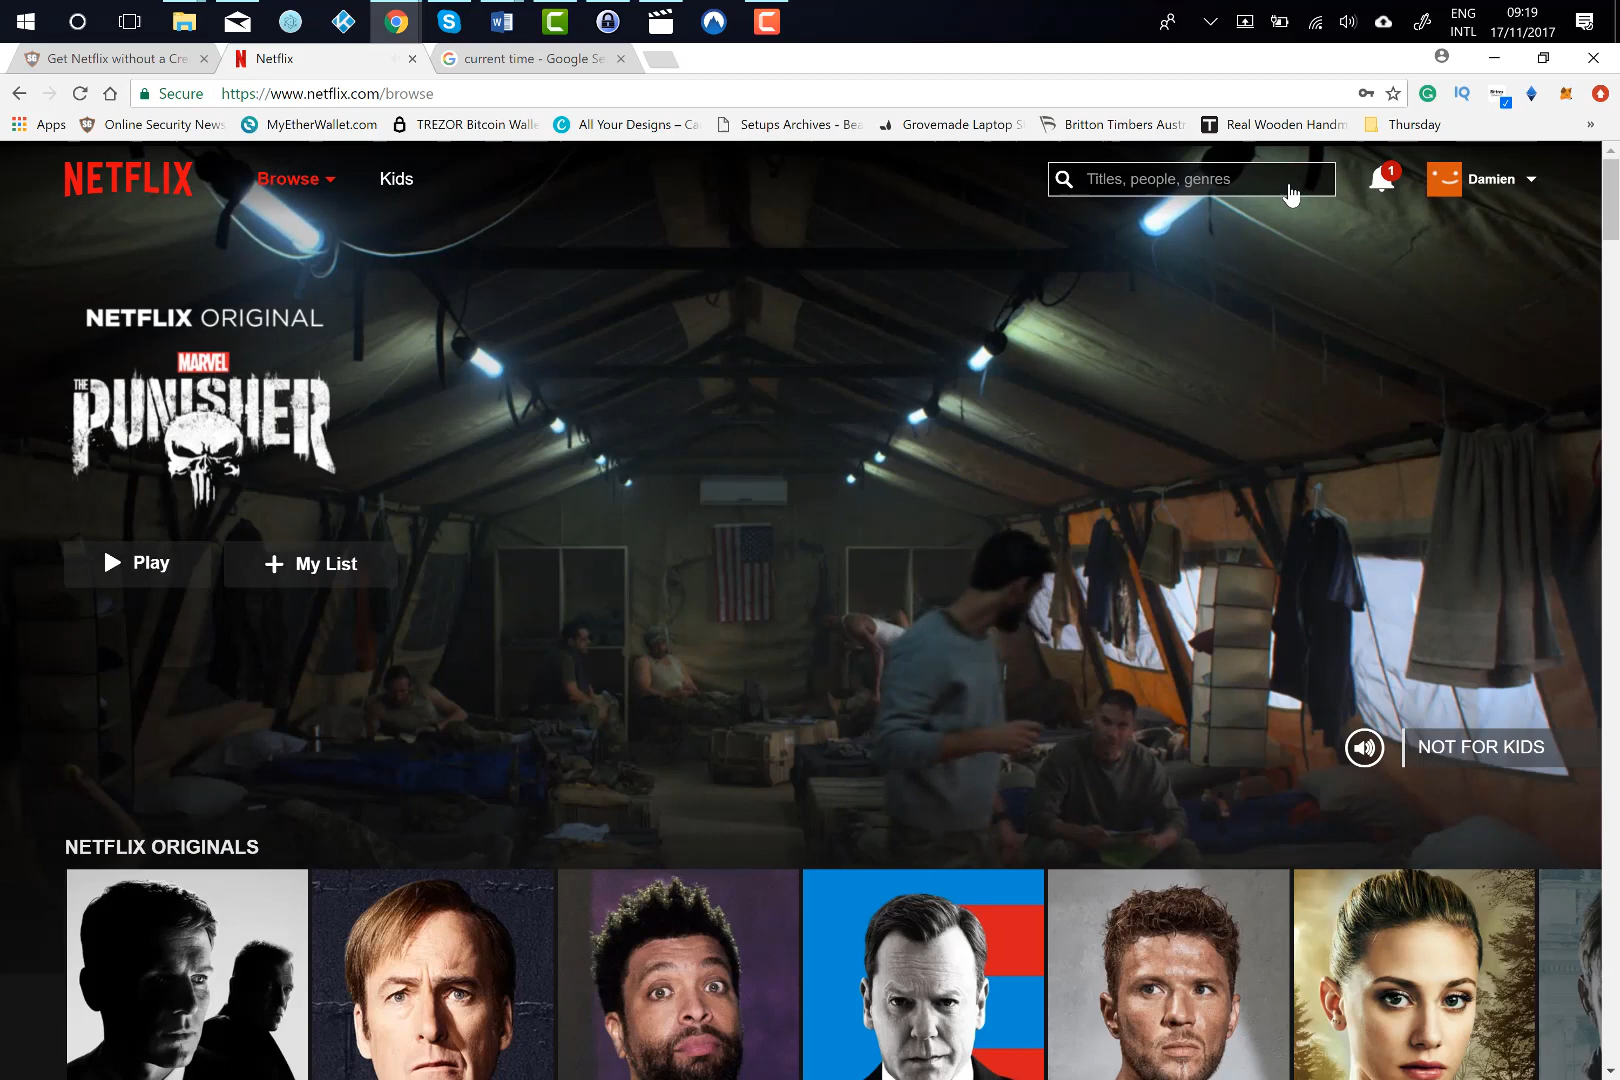 ENG
INTL
09:19
17/11/2017
Get Netflix without a Cre
Netflix
current time - Google Se
Secure
https://www.netflix.com/browse
Apps
Online Security News
MyEtherWallet.com
TREZOR Bitcoin Walle
All Your Designs – Ca
Setups Archives - Bea
Grovemade Laptop S
Britton Timbers Austr
Real Wooden Handm
Thursday
»
NETFLIX
Browse
Kids
Titles, people, genres
1
Damien
NETFLIX ORIGINAL
MARVEL
THE PUNISHER
Play
My List
NOT FOR KIDS
NETFLIX ORIGINALS